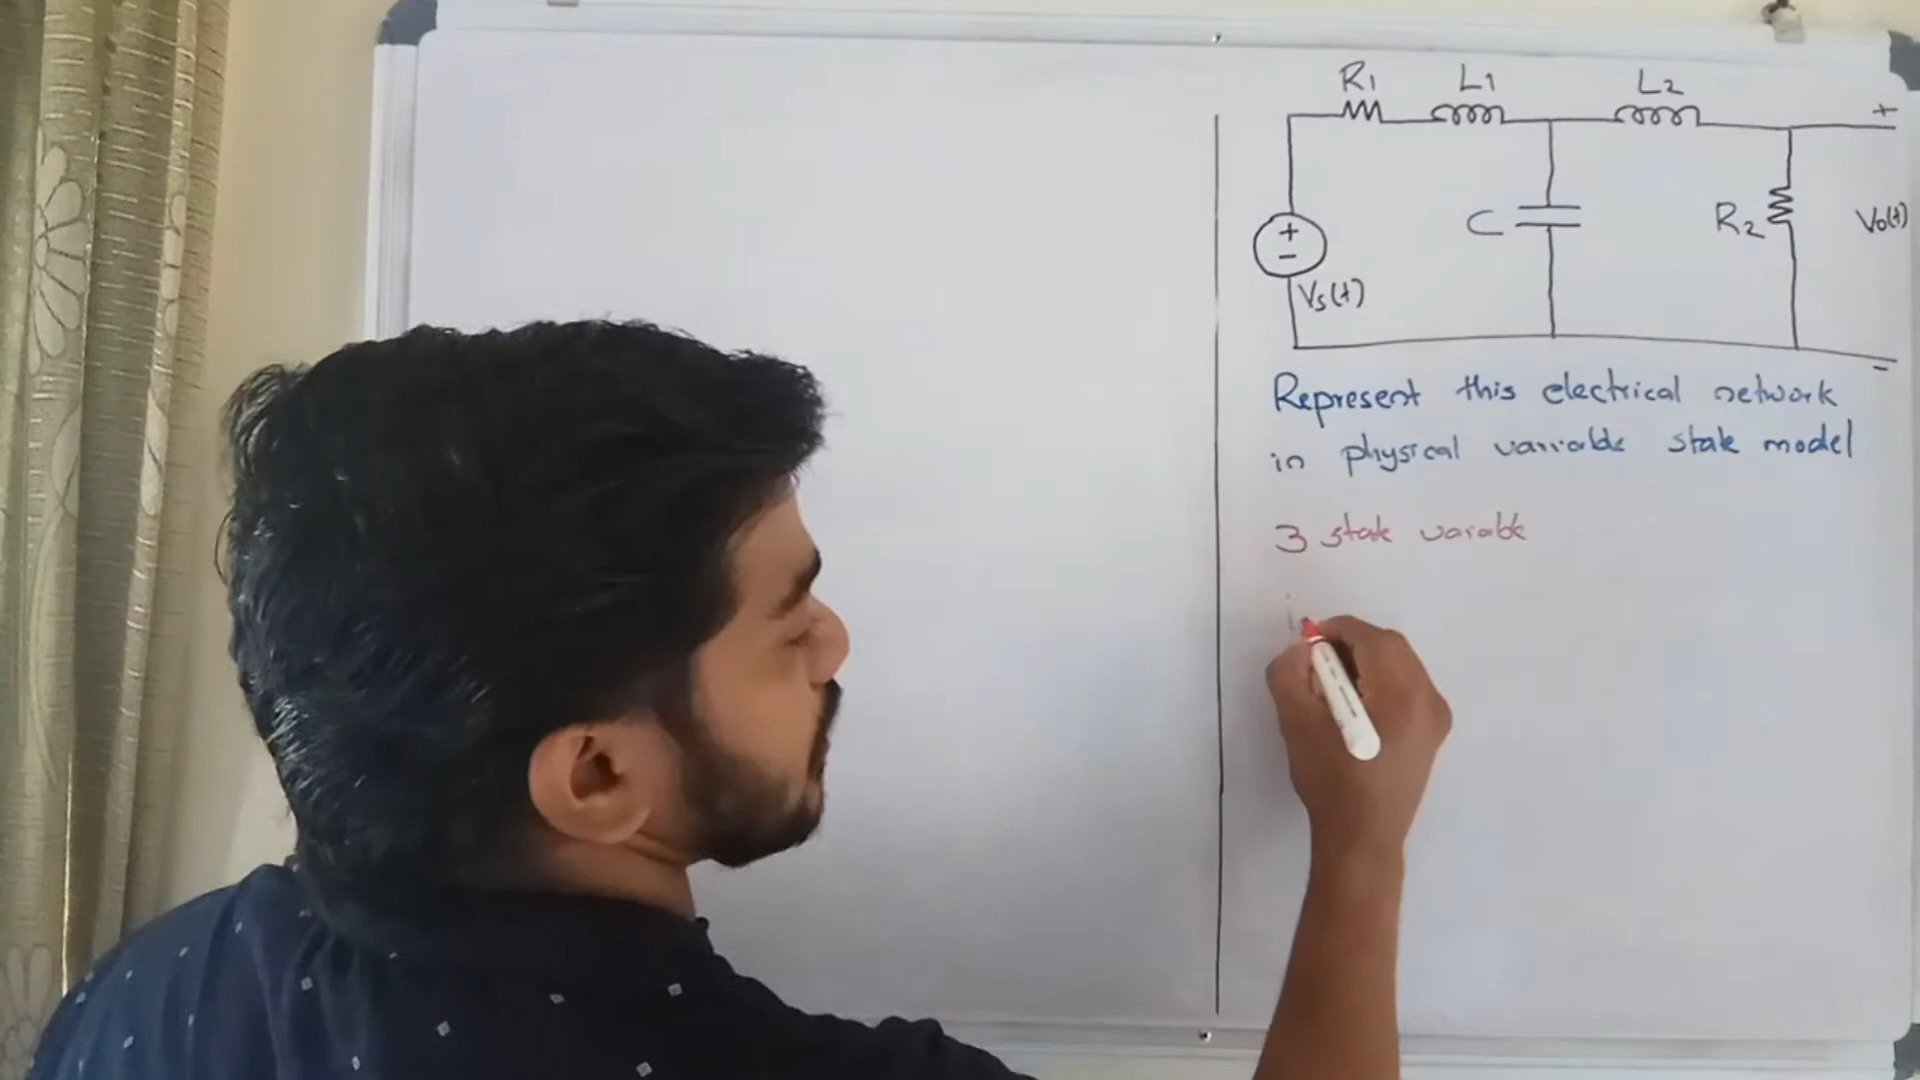 R1 L1 L2
+
C R2 Vo(t)
+
-
Vs(t)
-
Represent this electrical network
in physical variable state model
3 state variable
i